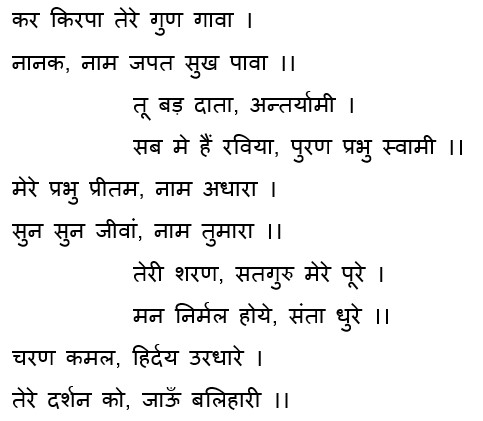 कर किरपा तेरे गुण गावा ।
नानक, नाम जपत सुख पावा ।।
तू बड़ दाता, अन्तर्यामी ।
सब मे हैं रविया, पुरण प्रभु स्वामी ।।
मेरे प्रभु प्रीतम, नाम अधारा ।
सुन सुन जीवां, नाम तुमारा ।।
तेरी शरण, सतगुरु मेरे पूरे ।
मन निर्मल होये, संता धुरे ।।
चरण कमल, हिर्दय उरधारे ।
तेरे दर्शन को, जाऊँ बलिहारी ।।